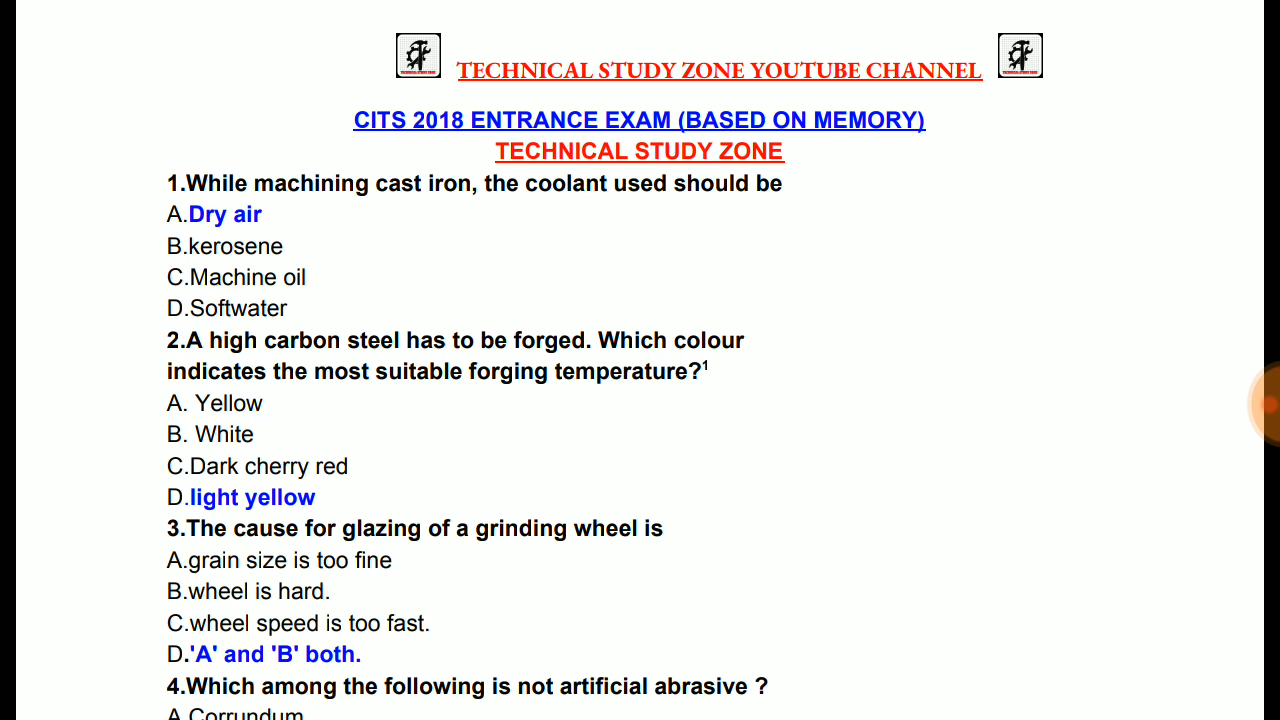 TECHNICAL STUDY ZONE YOUTUBE CHANNEL
CITS 2018 ENTRANCE EXAM (BASED ON MEMORY)
TECHNICAL STUDY ZONE
1.While machining cast iron, the coolant used should be
A.Dry air
B.kerosene
C.Machine oil
D.Softwater
2.A high carbon steel has to be forged. Which colour
indicates the most suitable forging temperature?¹
A. Yellow
B. White
C.Dark cherry red
D.light yellow
3.The cause for glazing of a grinding wheel is
A.grain size is too fine
B.wheel is hard.
C.wheel speed is too fast.
D.'A' and 'B' both.
4.Which among the following is not artificial abrasive ?
A.Corrundum